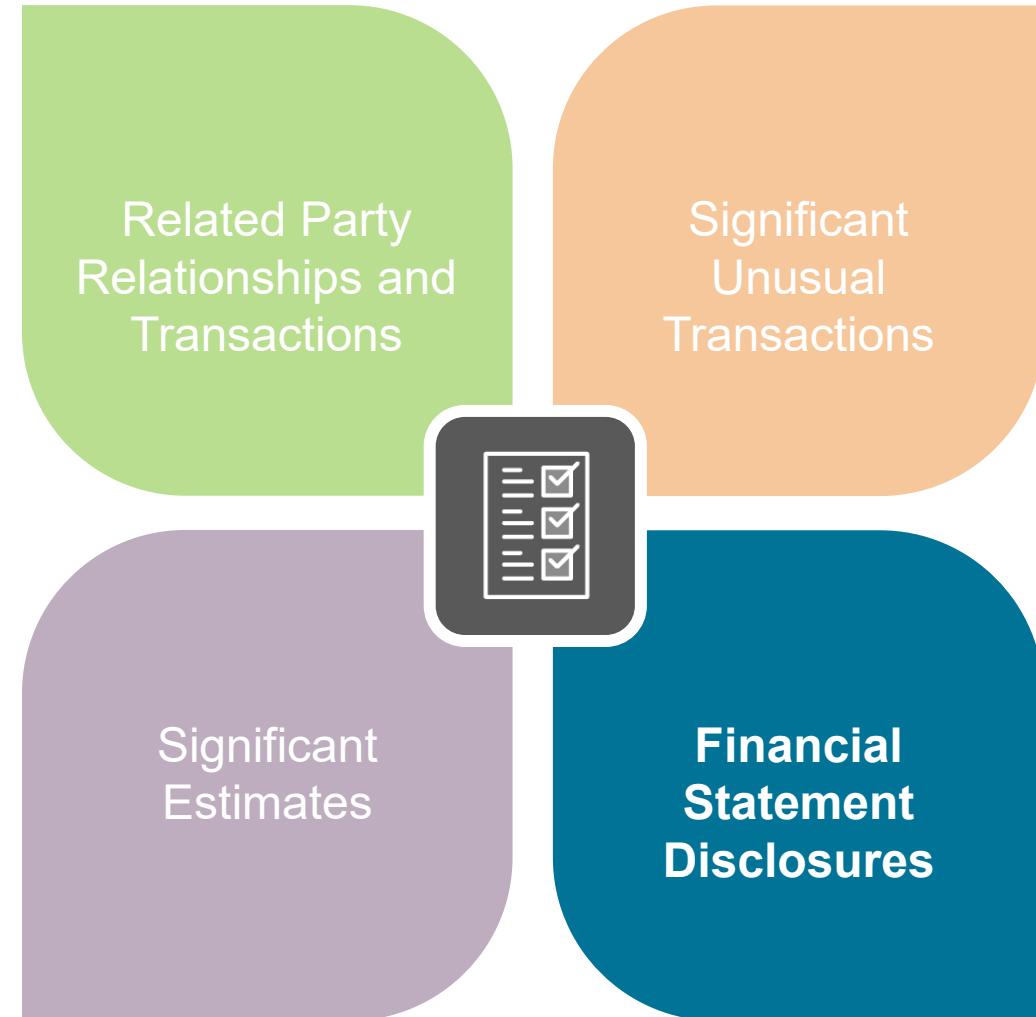 Related Party
Relationships and
Transactions
Significant
Unusual
Transactions
Significant
Estimates
Financial
Statement
Disclosures